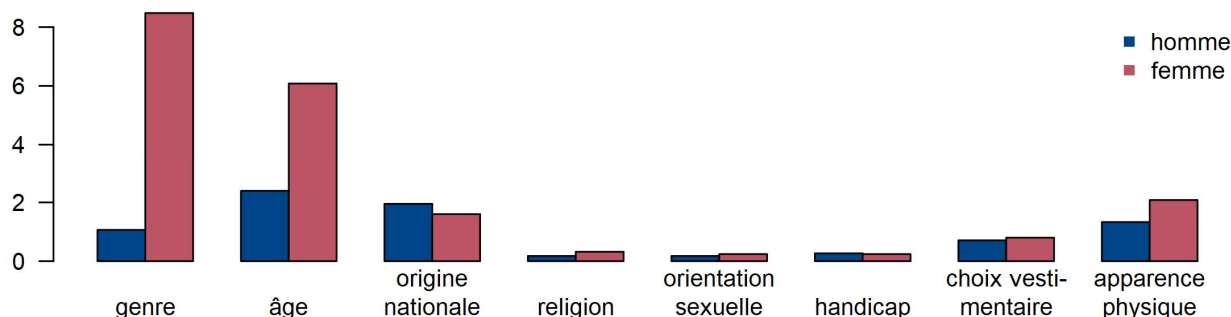 8
6
4
2
0
homme
femme
genre
âge
origine
nationale
religion
orientation
sexuelle
handicap
choix vesti-
mentaire
apparence
physique